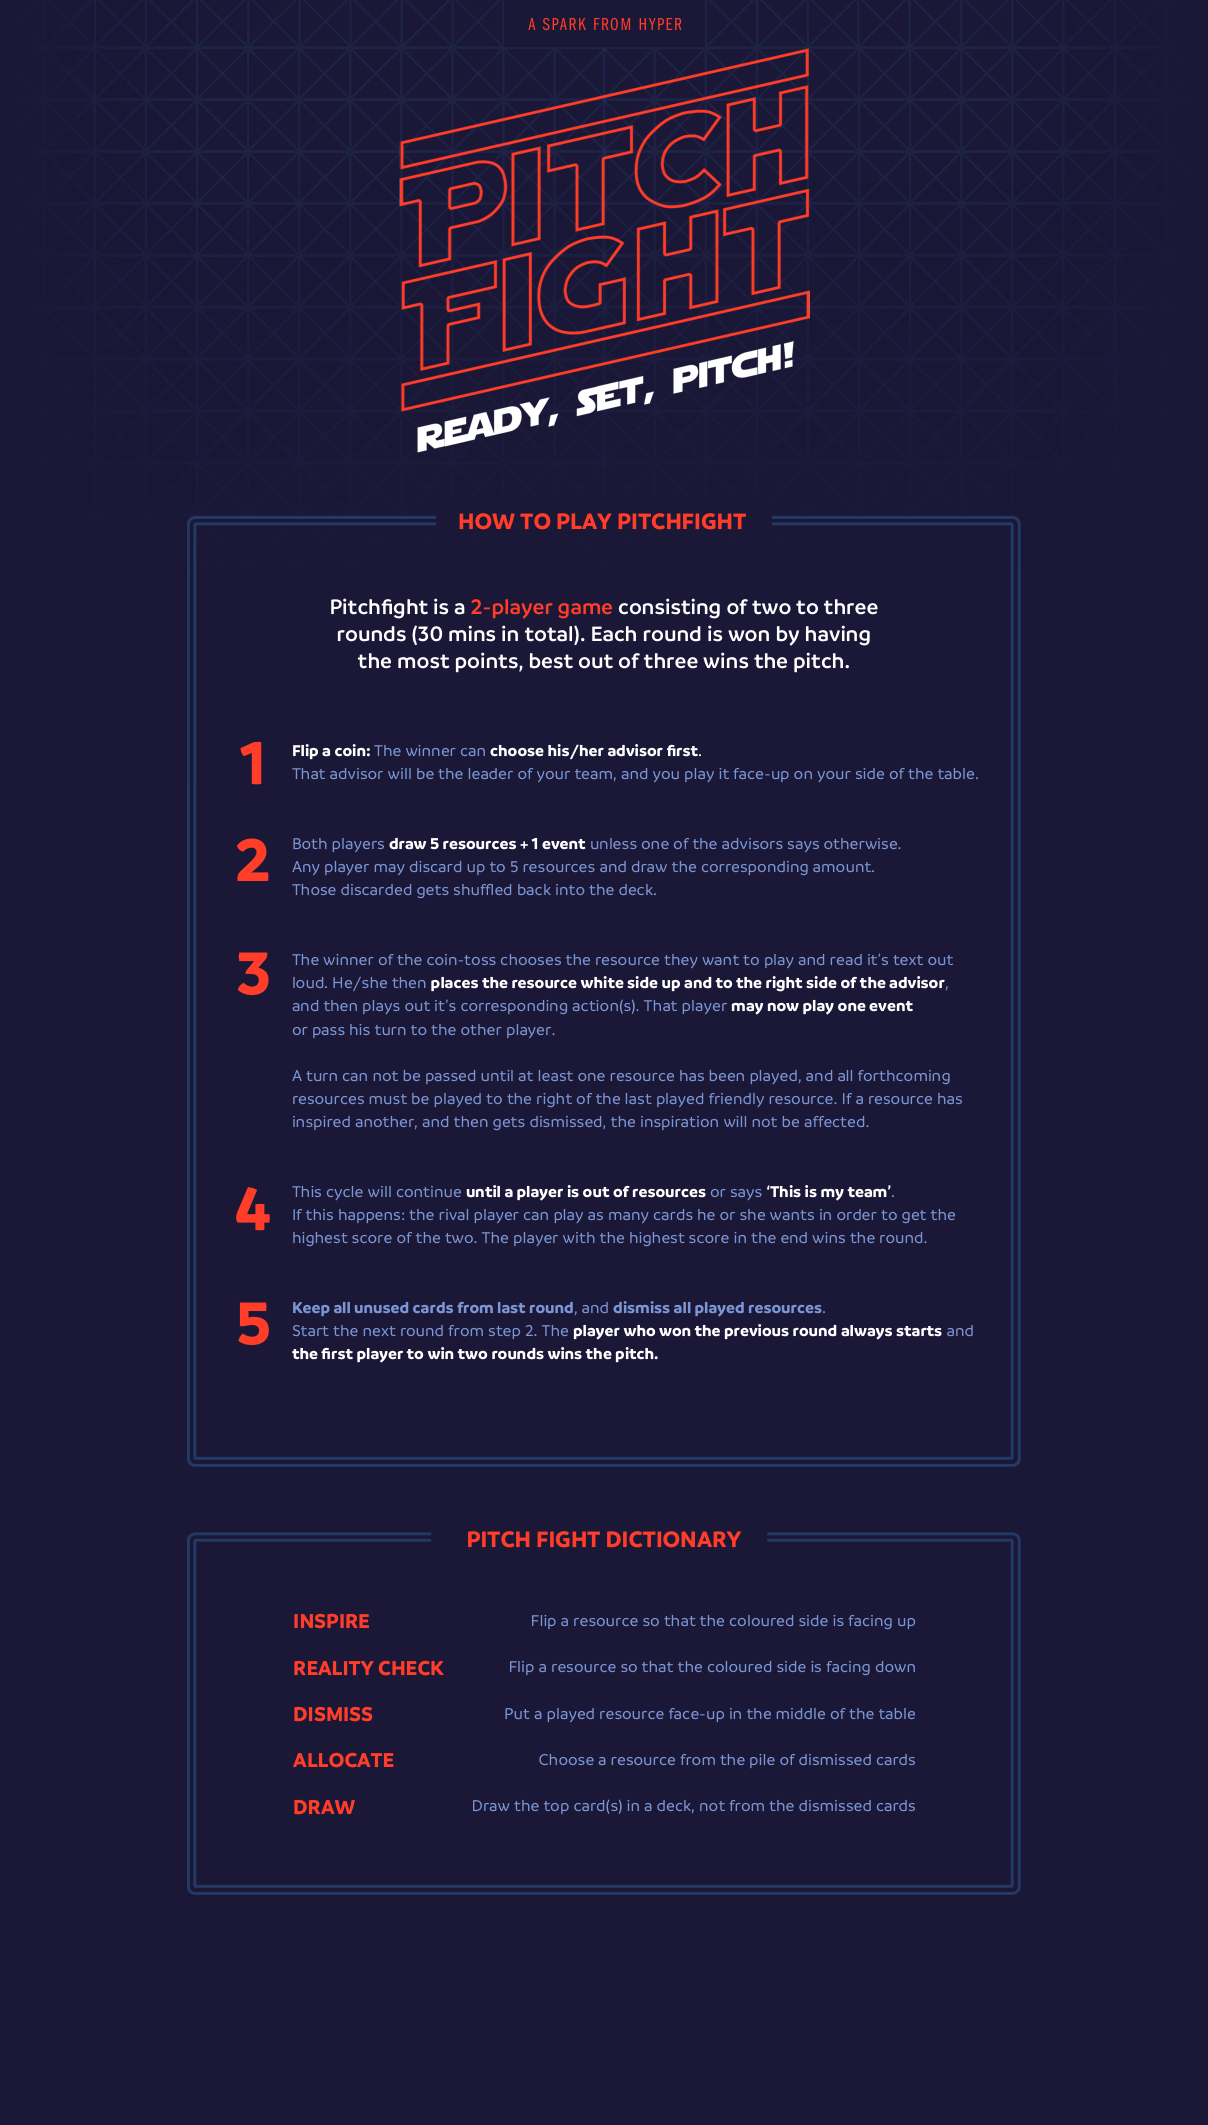 A SPARK FROM HYPER
PITCH
FIGHT
READY, SET, PITCH!
HOW TO PLAY PITCHFIGHT
Pitchfight is a 2-player game consisting of two to three
rounds (30 mins in total). Each round is won by having
the most points, best out of three wins the pitch.
1
Flip a coin: The winner can choose his/her advisor first.
That advisor will be the leader of your team, and you play it face-up on your side of the table.
2
Both players draw 5 resources + 1 event unless one of the advisors says otherwise.
Any player may discard up to 5 resources and draw the corresponding amount.
Those discarded gets shuffled back into the deck.
3
The winner of the coin-toss chooses the resource they want to play and read it's text out
loud. He/she then places the resource white side up and to the right side of the advisor,
and then plays out it's corresponding action(s). That player may now play one event
or pass his turn to the other player.
A turn can not be passed until at least one resource has been played, and all forthcoming
resources must be played to the right of the last played friendly resource. If a resource has
inspired another, and then gets dismissed, the inspiration will not be affected.
4
This cycle will continue until a player is out of resources or says ‘This is my team’.
If this happens: the rival player can play as many cards he or she wants in order to get the
highest score of the two. The player with the highest score in the end wins the round.
5
Keep all unused cards from last round, and dismiss all played resources.
Start the next round from step 2. The player who won the previous round always starts and
the first player to win two rounds wins the pitch.
PITCH FIGHT DICTIONARY
INSPIRE Flip a resource so that the coloured side is facing up
REALITY CHECK Flip a resource so that the coloured side is facing down
DISMISS Put a played resource face-up in the middle of the table
ALLOCATE Choose a resource from the pile of dismissed cards
DRAW Draw the top card(s) in a deck, not from the dismissed cards